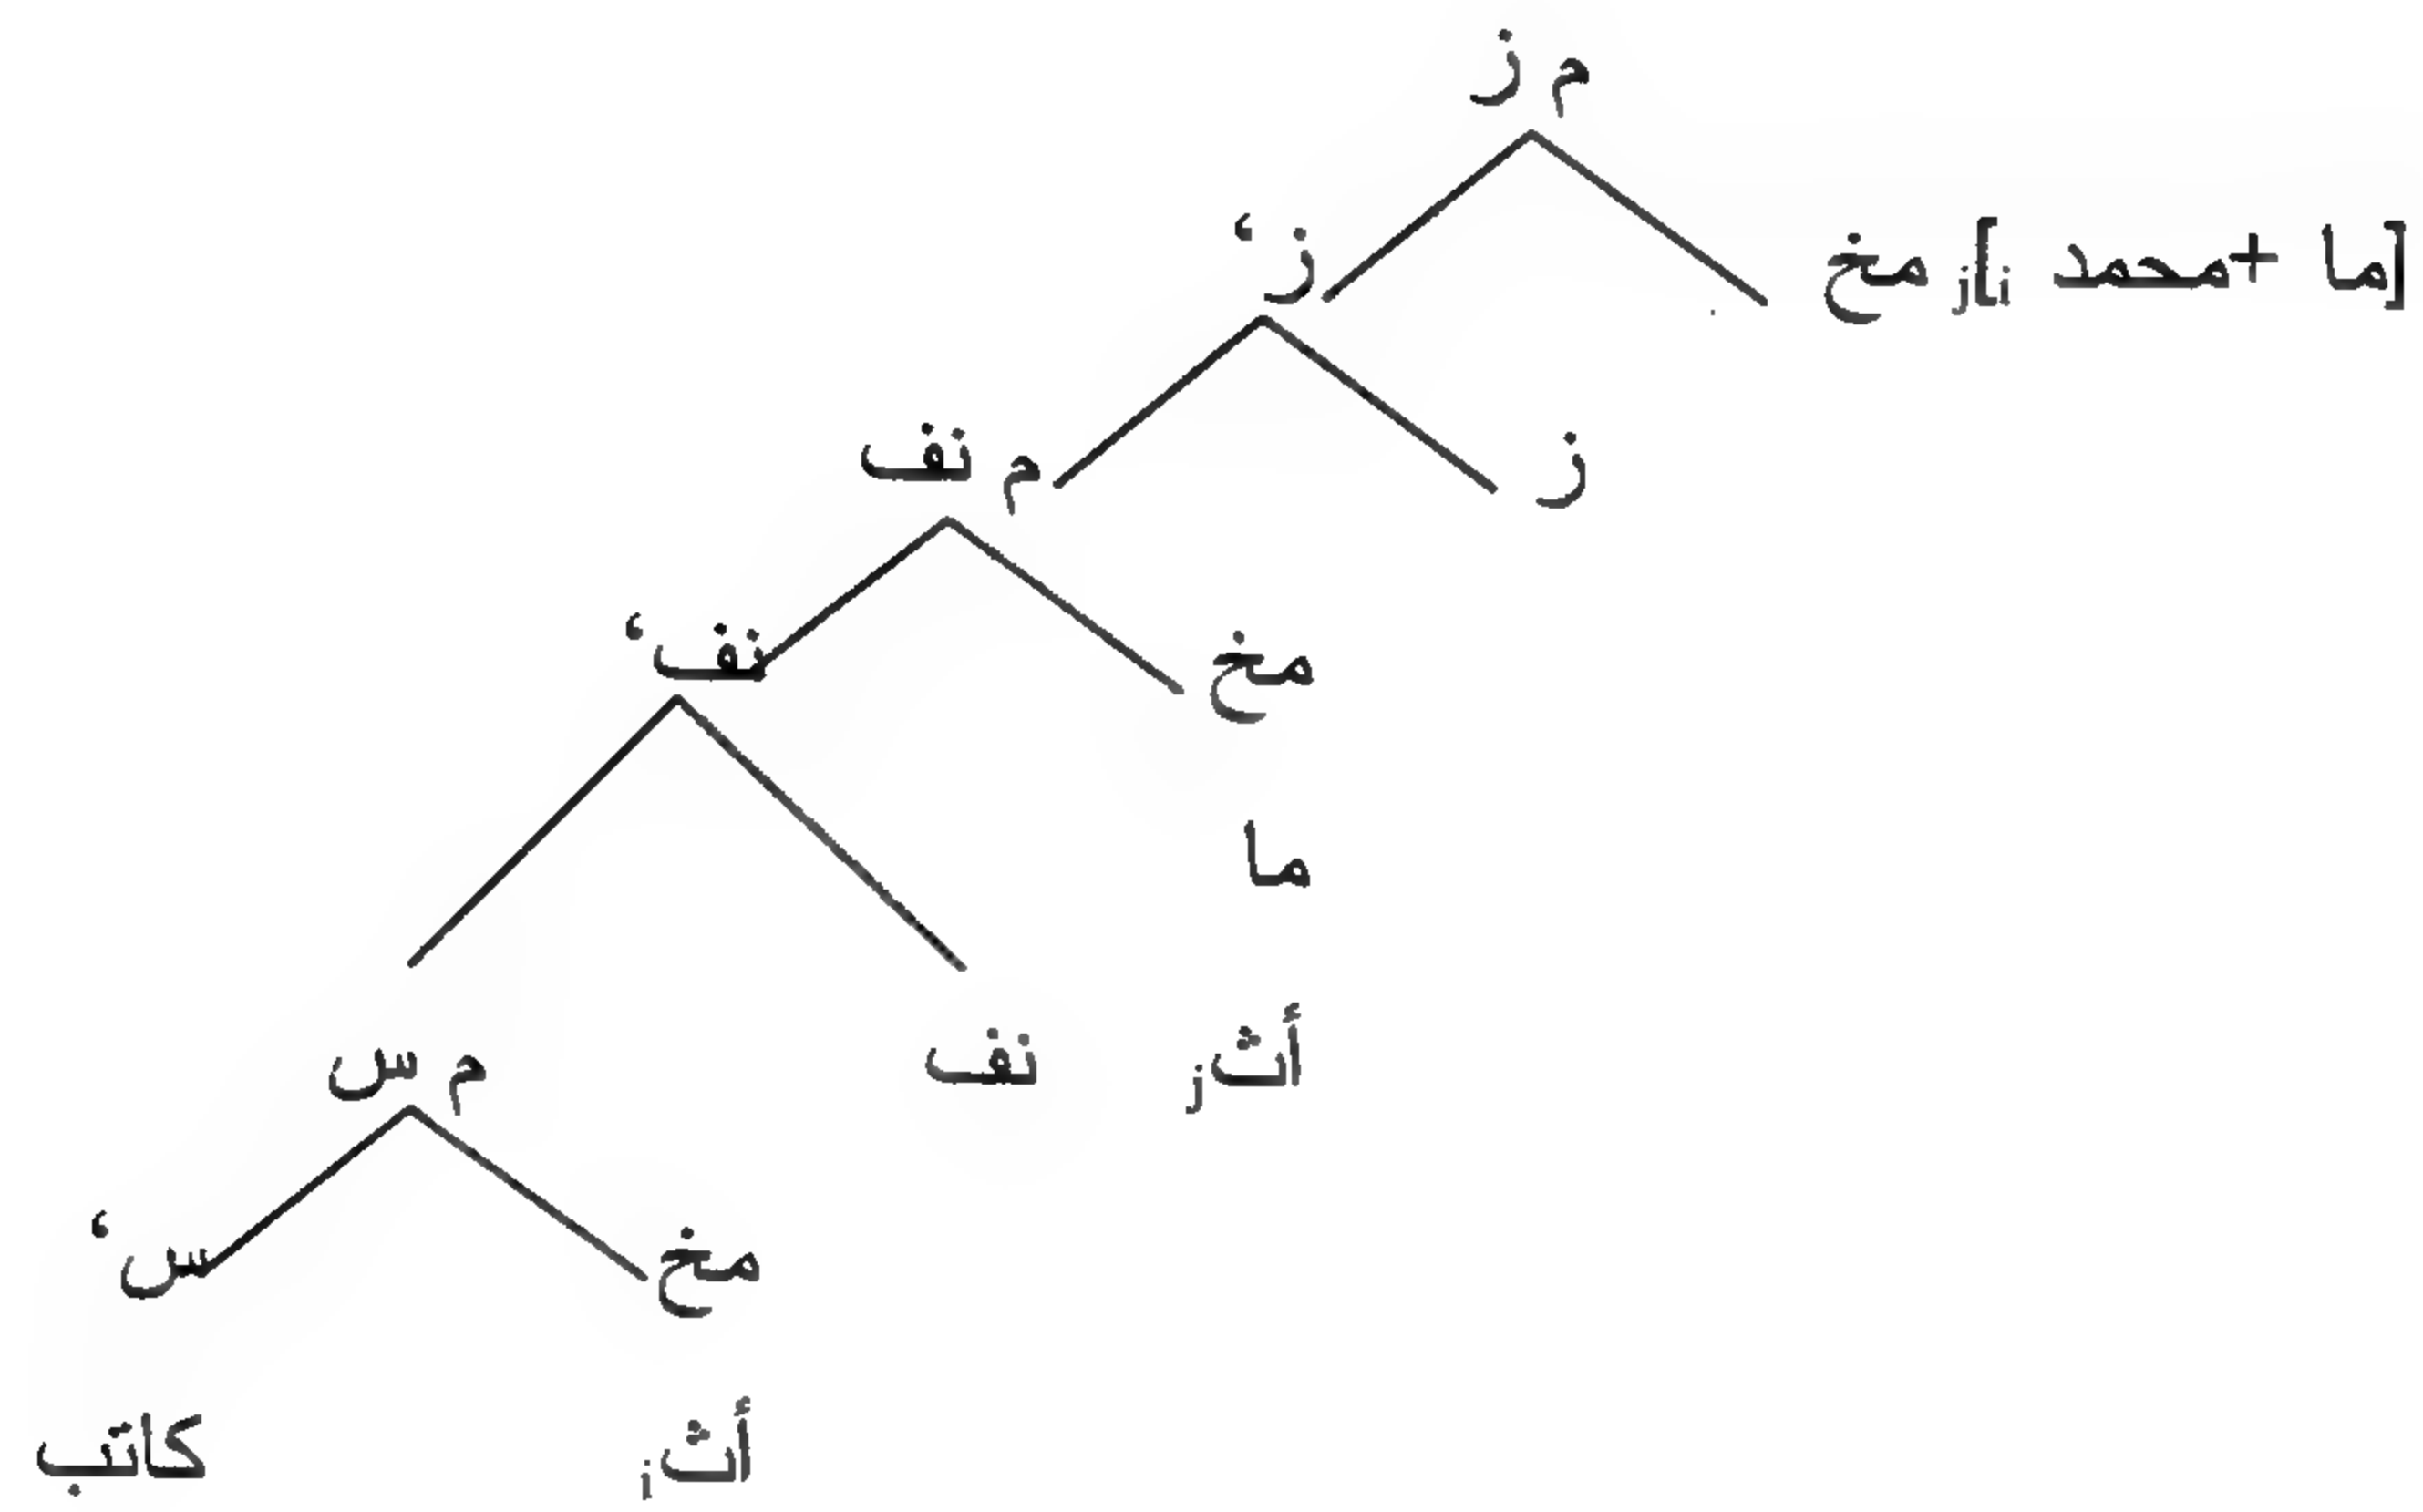 م ز
[ما +محمد i]j مخ
ز‘
ز
م نف
مخ
نف‘
ما
أثj
نف
م س
مخ
س‘
أثi
كاتب